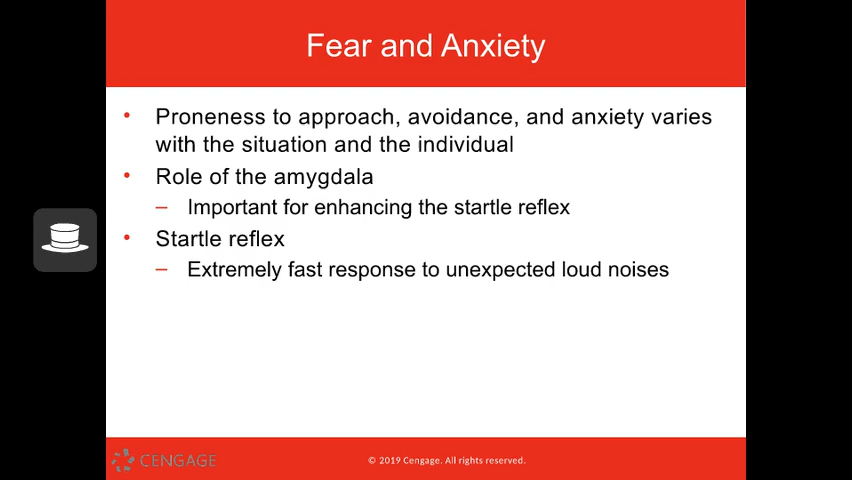 Fear and Anxiety
• Proneness to approach, avoidance, and anxiety varies
with the situation and the individual
• Role of the amygdala
– Important for enhancing the startle reflex
• Startle reflex
– Extremely fast response to unexpected loud noises
CENGAGE
© 2019 Cengage. All rights reserved.